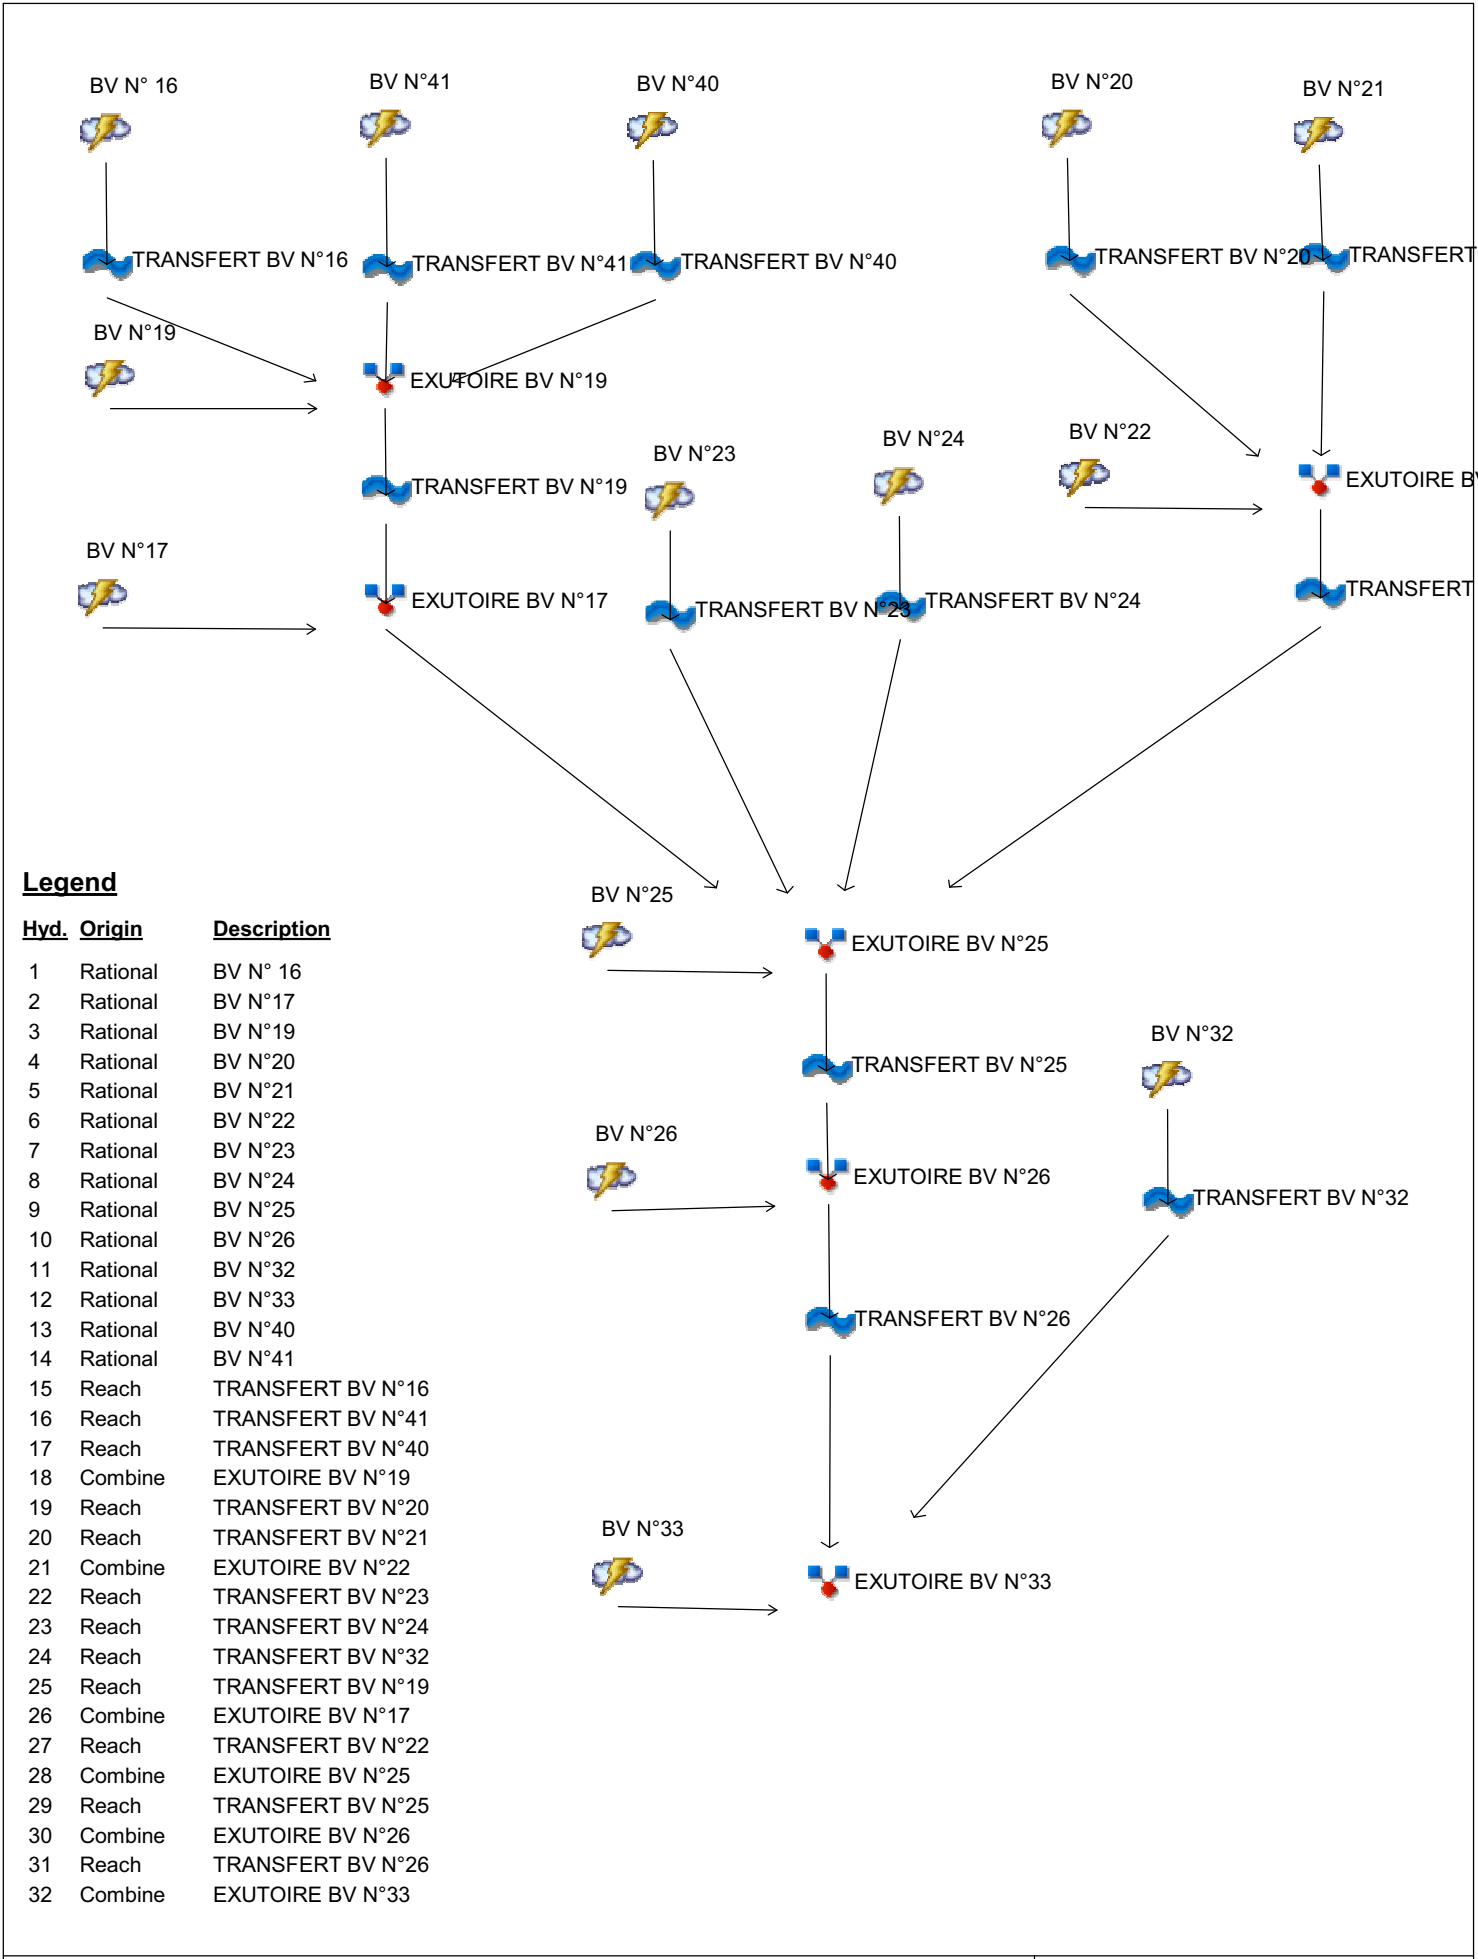 BV N° 16
BV N°41
BV N°40
BV N°20
BV N°21
TRANSFERT BV N°16
TRANSFERT BV N°41
TRANSFERT BV N°40
TRANSFERT BV N°20
TRANSFERT
BV N°19
EXUTOIRE BV N°19
BV N°23
BV N°24
BV N°22
EXUTOIRE BV
TRANSFERT BV N°19
BV N°17
EXUTOIRE BV N°17
TRANSFERT BV N°23
TRANSFERT BV N°24
TRANSFERT
BV N°25
EXUTOIRE BV N°25
BV N°32
TRANSFERT BV N°25
BV N°26
EXUTOIRE BV N°26
TRANSFERT BV N°32
TRANSFERT BV N°26
BV N°33
EXUTOIRE BV N°33
Legend
Hyd. Origin Description
1 Rational BV N° 16
2 Rational BV N°17
3 Rational BV N°19
4 Rational BV N°20
5 Rational BV N°21
6 Rational BV N°22
7 Rational BV N°23
8 Rational BV N°24
9 Rational BV N°25
10 Rational BV N°26
11 Rational BV N°32
12 Rational BV N°33
13 Rational BV N°40
14 Rational BV N°41
15 Reach TRANSFERT BV N°16
16 Reach TRANSFERT BV N°41
17 Reach TRANSFERT BV N°40
18 Combine EXUTOIRE BV N°19
19 Reach TRANSFERT BV N°20
20 Reach TRANSFERT BV N°21
21 Combine EXUTOIRE BV N°22
22 Reach TRANSFERT BV N°23
23 Reach TRANSFERT BV N°24
24 Reach TRANSFERT BV N°32
25 Reach TRANSFERT BV N°19
26 Combine EXUTOIRE BV N°17
27 Reach TRANSFERT BV N°22
28 Combine EXUTOIRE BV N°25
29 Reach TRANSFERT BV N°25
30 Combine EXUTOIRE BV N°26
31 Reach TRANSFERT BV N°26
32 Combine EXUTOIRE BV N°33